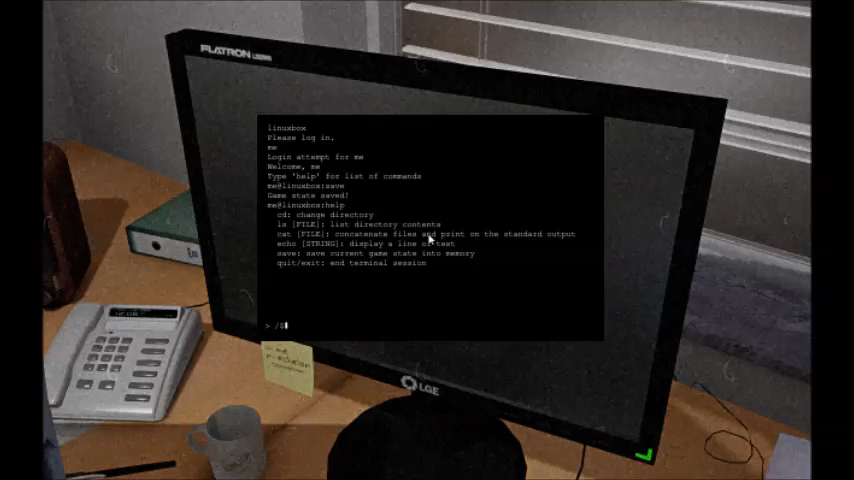 FLATRON
linuxbox
Please log in.
me
Login attempt for me
Welcome, me
Type 'help' for list of commands
me@linuxbox:save
Game state saved!
me@linuxbox:help
cd: change directory
ls [FILE]: list directory contents
cat [FILE]: concatenate files and print on the standard output
echo [STRING]: display a line of text
save: save current game state into memory
quit/exit: end terminal session
> /$
me
LGE